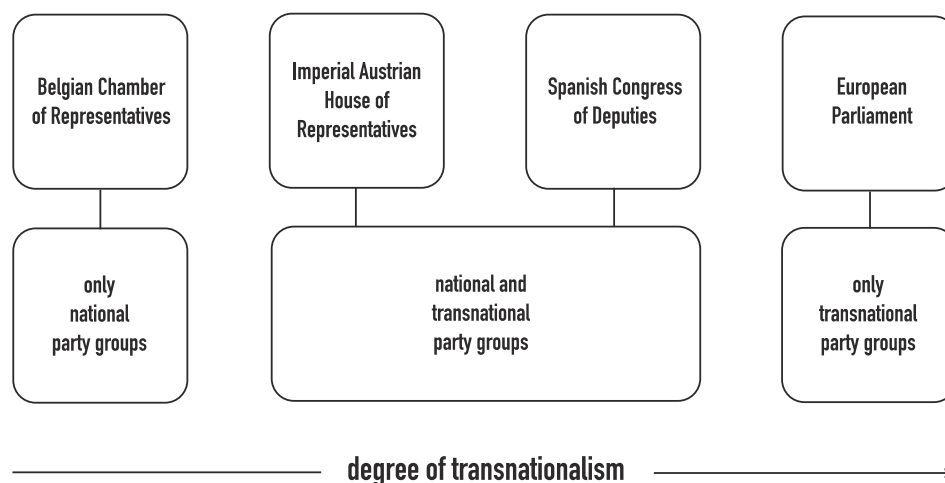 Belgian Chamber
of Representatives
Imperial Austrian
House of
Representatives
Spanish Congress
of Deputies
European
Parliament
only
national
party groups
national and
transnational
party groups
only
transnational
party groups
degree of transnationalism